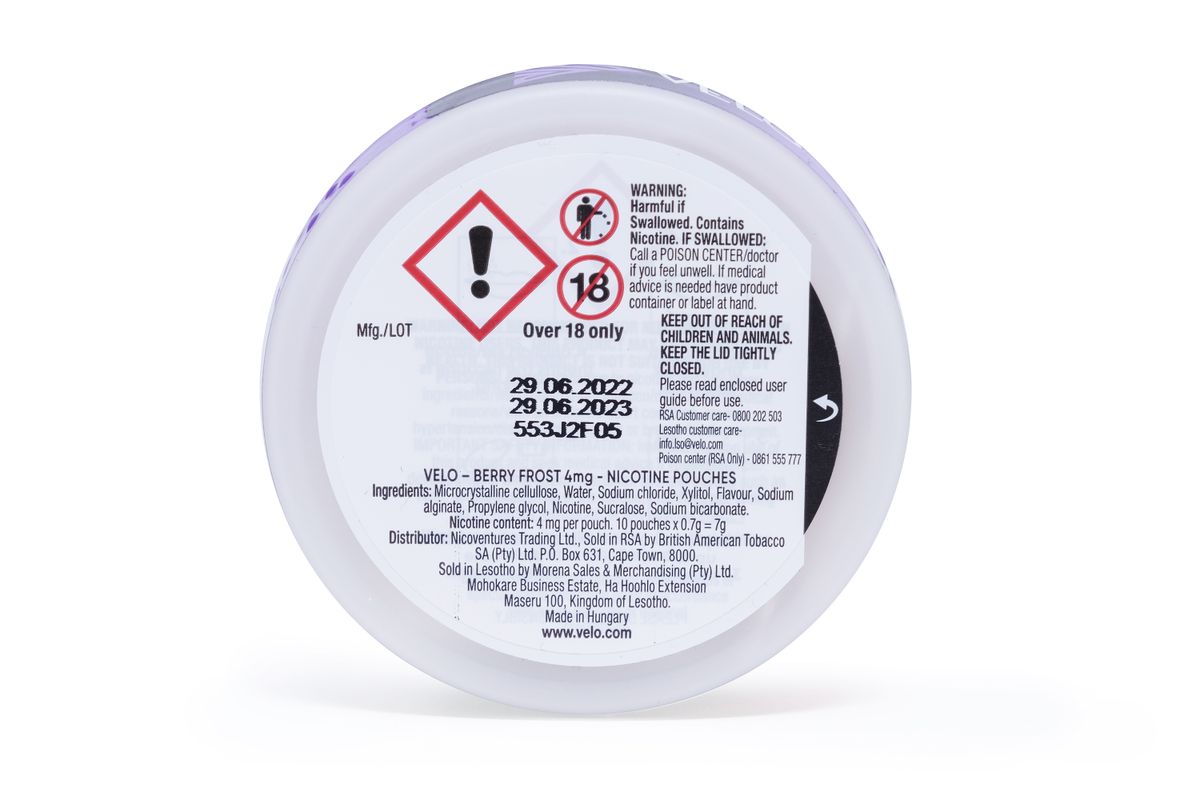 VELO
WARNING:
Harmful if
Swallowed. Contains
Nicotine. IF SWALLOWED:
Call a POISON CENTER/doctor
if you feel unwell. If medical
advice is needed have product
container or label at hand.
18
Over 18 only
KEEP OUT OF REACH OF
CHILDREN AND ANIMALS.
KEEP THE LID TIGHTLY
CLOSED.
Please read enclosed user
guide before use.
RSA Customer care- 0800 202 503
Lesotho customer care-
info.lso@velo.com
Poison center (RSA Only) - 0861 555 777
Mfg./LOT
29.06.2022
29.06.2023
553J2F05
VELO – BERRY FROST 4mg - NICOTINE POUCHES
Ingredients: Microcrystalline cellullose, Water, Sodium chloride, Xylitol, Flavour, Sodium
alginate, Propylene glycol, Nicotine, Sucralose, Sodium bicarbonate.
Nicotine content: 4 mg per pouch. 10 pouches x 0.7g = 7g
Distributor: Nicoventures Trading Ltd., Sold in RSA by British American Tobacco
SA (Pty) Ltd. P.O. Box 631, Cape Town, 8000.
Sold in Lesotho by Morena Sales & Merchandising (Pty) Ltd.
Mohokare Business Estate, Ha Hoohlo Extension
Maseru 100, Kingdom of Lesotho.
Made in Hungary
www.velo.com